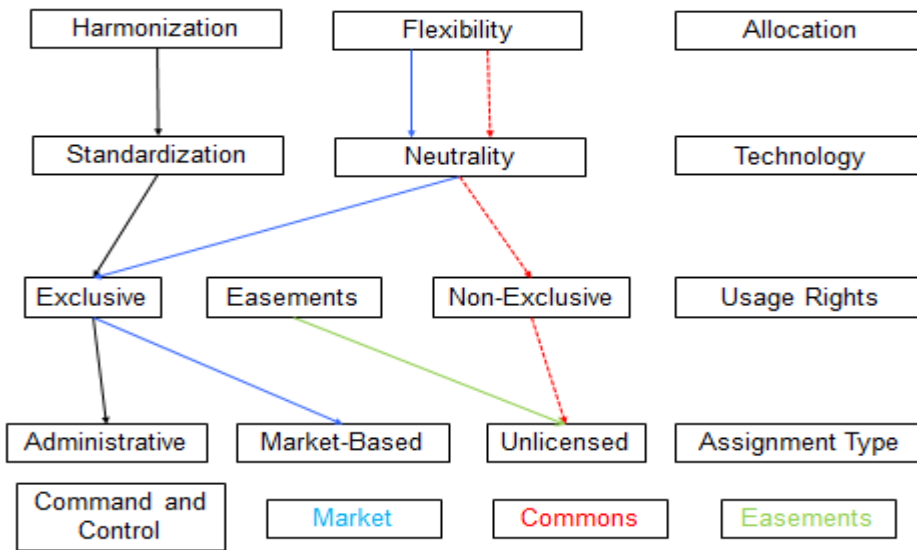 Harmonization
Flexibility
Allocation
Standardization
Neutrality
Technology
Exclusive
Easements
Non-Exclusive
Usage Rights
Administrative
Market-Based
Unlicensed
Assignment Type
Command and
Control
Market
Commons
Easements